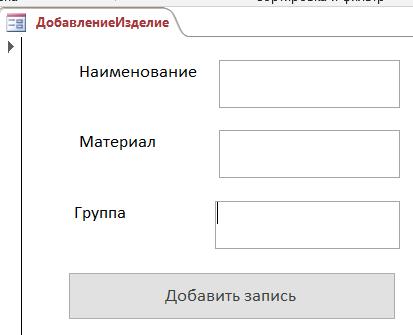 ДобавлениеИзделие
Наименование
Материал
Группа
Добавить запись